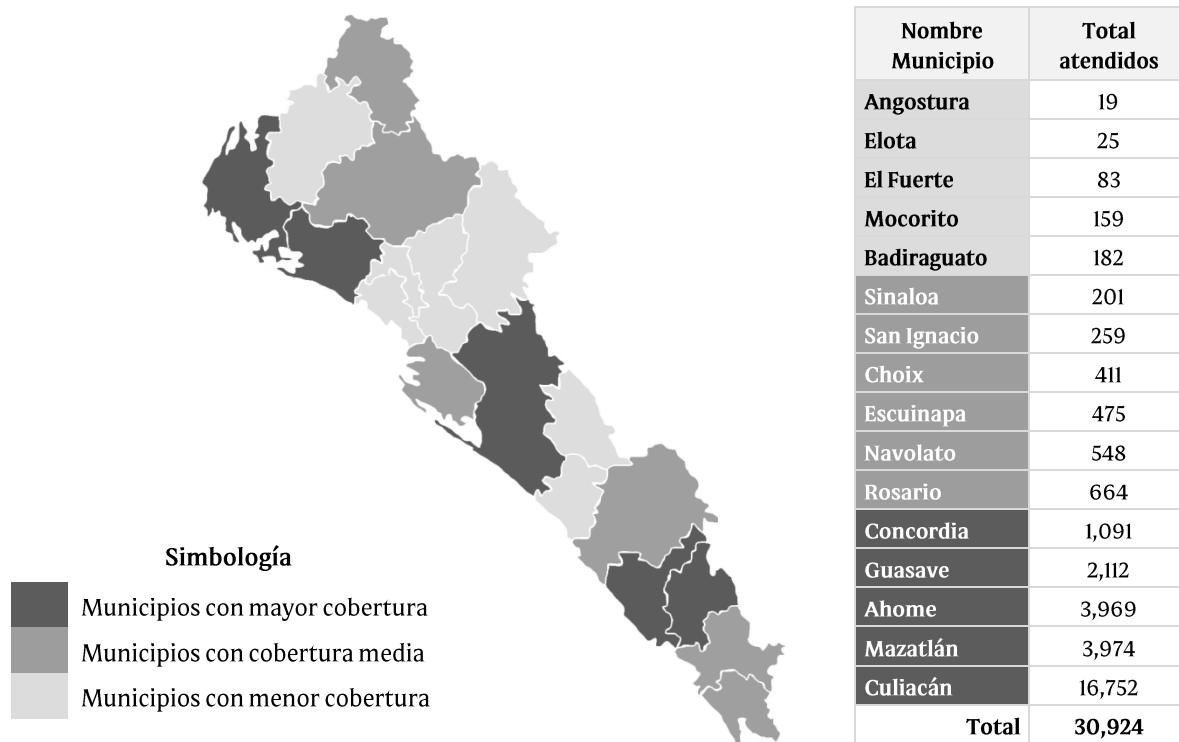 Nombre Municipio Total atendidos
Angostura 19
Elota 25
El Fuerte 83
Mocorito 159
Badiraguato 182
Sinaloa 201
San Ignacio 259
Choix 411
Escuinapa 475
Navolato 548
Rosario 664
Concordia 1,091
Guasave 2,112
Ahome 3,969
Mazatlán 3,974
Culiacán 16,752
Total 30,924
Simbología
Municipios con mayor cobertura
Municipios con cobertura media
Municipios con menor cobertura